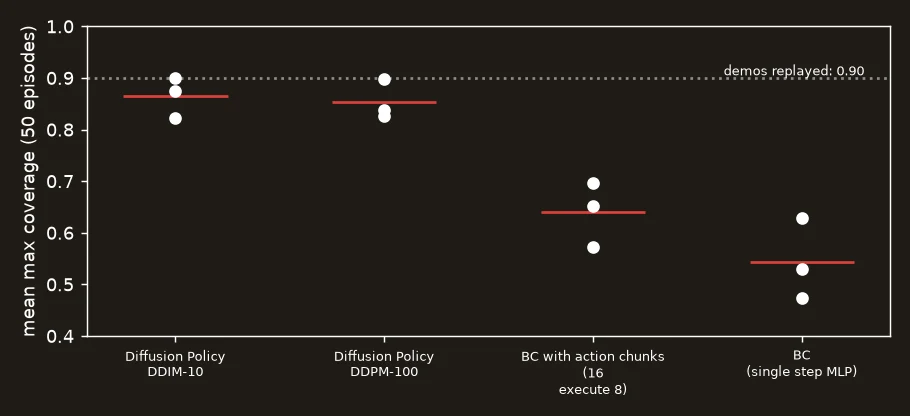 mean max coverage (50 episodes)
1.0
0.9
0.8
0.7
0.6
0.5
0.4
demos replayed: 0.90
Diffusion Policy
DDIM-10
Diffusion Policy
DDPM-100
BC with action chunks
(16
execute 8)
BC
(single step MLP)